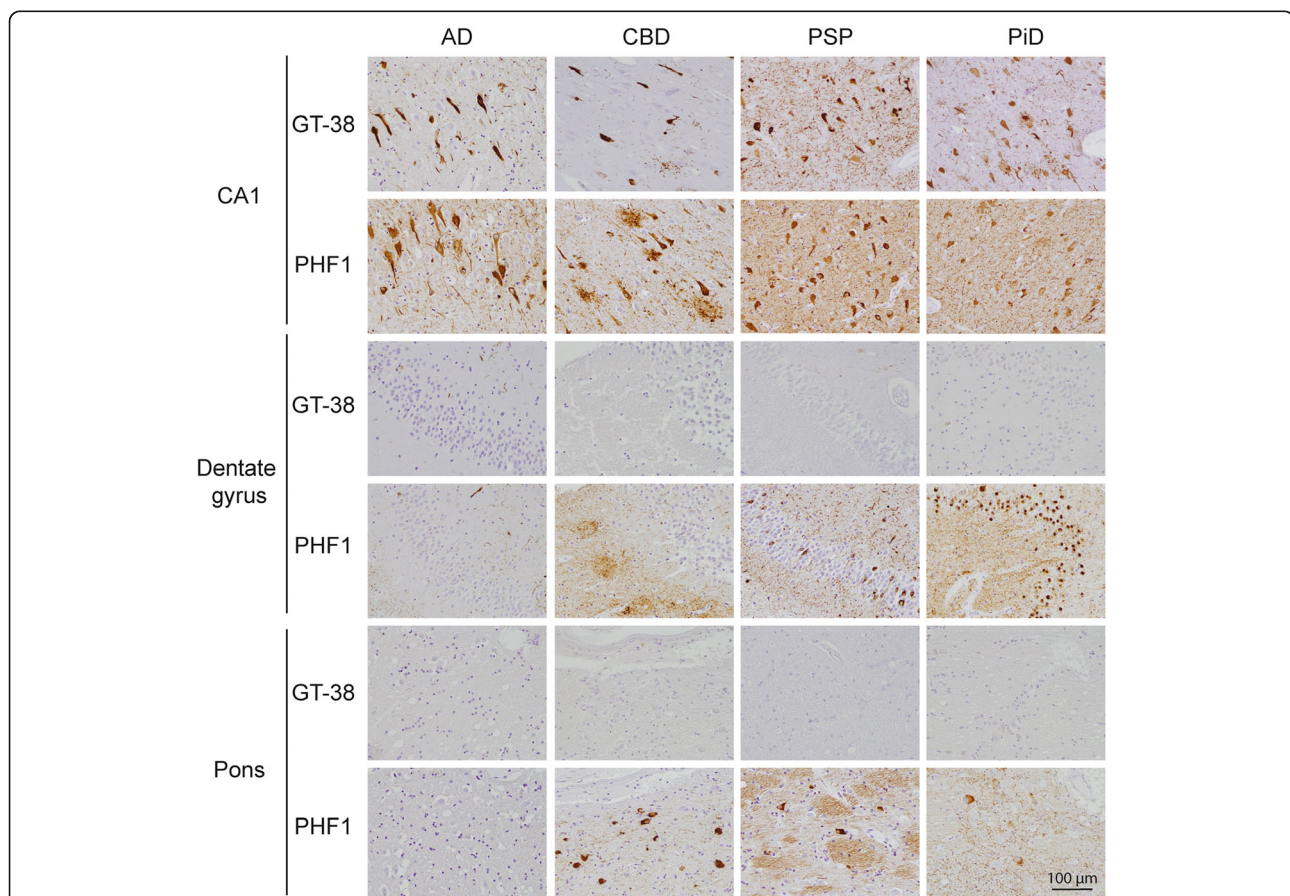 AD CBD PSP PiD
GT-38
CA1
PHF1
GT-38
Dentate
gyrus
PHF1
GT-38
Pons
PHF1
100 µm